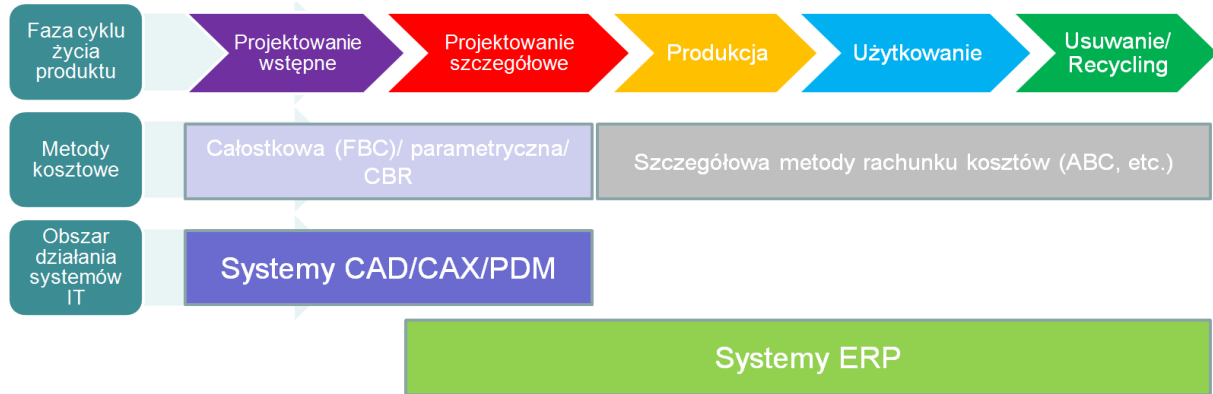 Faza cyklu
życia
produktu
Projektowanie
wstępne
Projektowanie
szczegółowe
Produkcja
Użytkowanie
Usuwanie/
Recycling
Metody
kosztowe
Całostkowa (FBC)/ parametryczna/
CBR
Szczegółowa metody rachunku kosztów (ABC, etc.)
Obszar
działania
systemów
IT
Systemy CAD/CAX/PDM
Systemy ERP